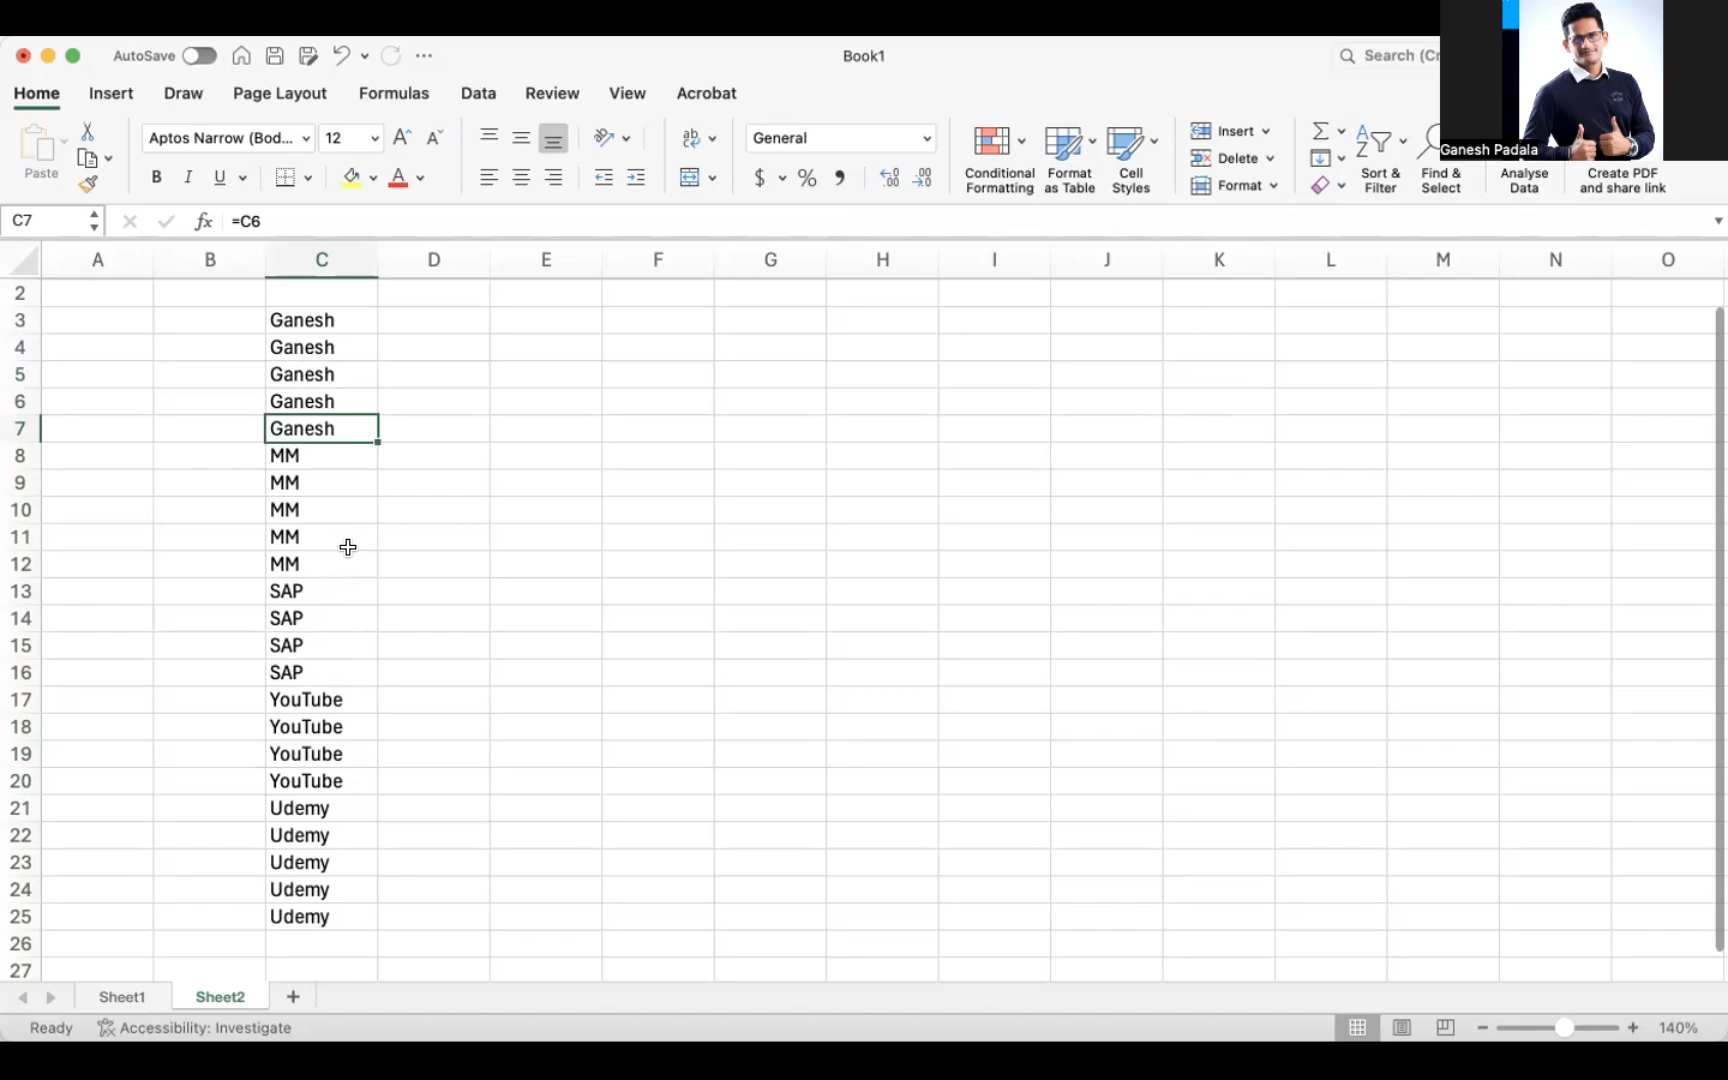 AutoSave
Book1
Search (Cr
Home Insert Draw Page Layout Formulas Data Review View Acrobat
Ganesh Padala
Paste
Aptos Narrow (Bod... 12
B I U
ab
General
$ % 9
Conditional Formatting
Format as Table
Cell Styles
Insert
Delete
Format
Sort & Filter
Find & Select
Analyse Data
Create PDF and share link
C7 fx =C6
A B C D E F G H I J K L M N O
2
3 Ganesh
4 Ganesh
5 Ganesh
6 Ganesh
7 Ganesh
8 MM
9 MM
10 MM
11 MM
12 MM
13 SAP
14 SAP
15 SAP
16 SAP
17 YouTube
18 YouTube
19 YouTube
20 YouTube
21 Udemy
22 Udemy
23 Udemy
24 Udemy
25 Udemy
26
27
Sheet1 Sheet2 +
Ready Accessibility: Investigate
140%